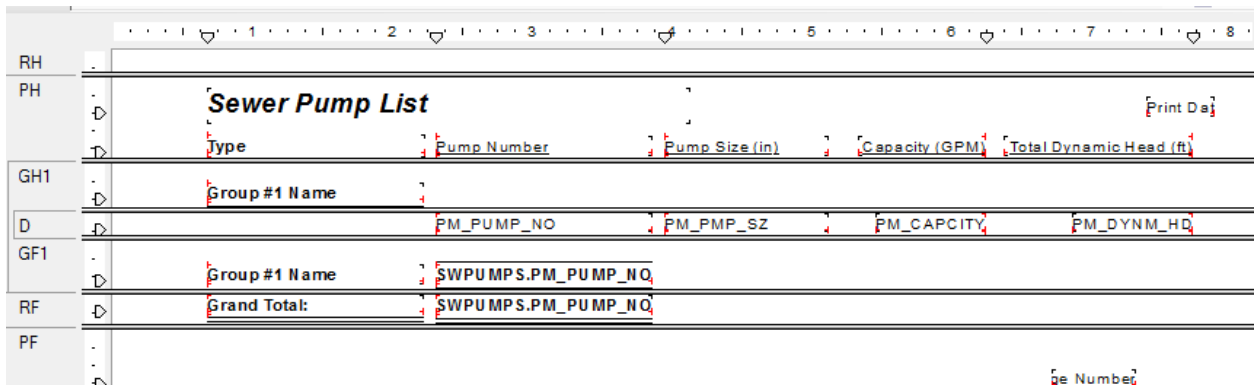 1 2 3 4 5 6 7 8
RH
PH
Sewer Pump List Print Dat
Type Pump Number Pump Size (in) Capacity (GPM) Total Dynamic Head (ft)
GH1
Group #1 Name
D PM_PUMP_NO PM_PMP_SZ PM_CAPCITY PM_DYNM_HD
GF1
Group #1 Name SWPUMPS.PM_PUMP_NO
RF Grand Total: SWPUMPS.PM_PUMP_NO
PF
ge Number